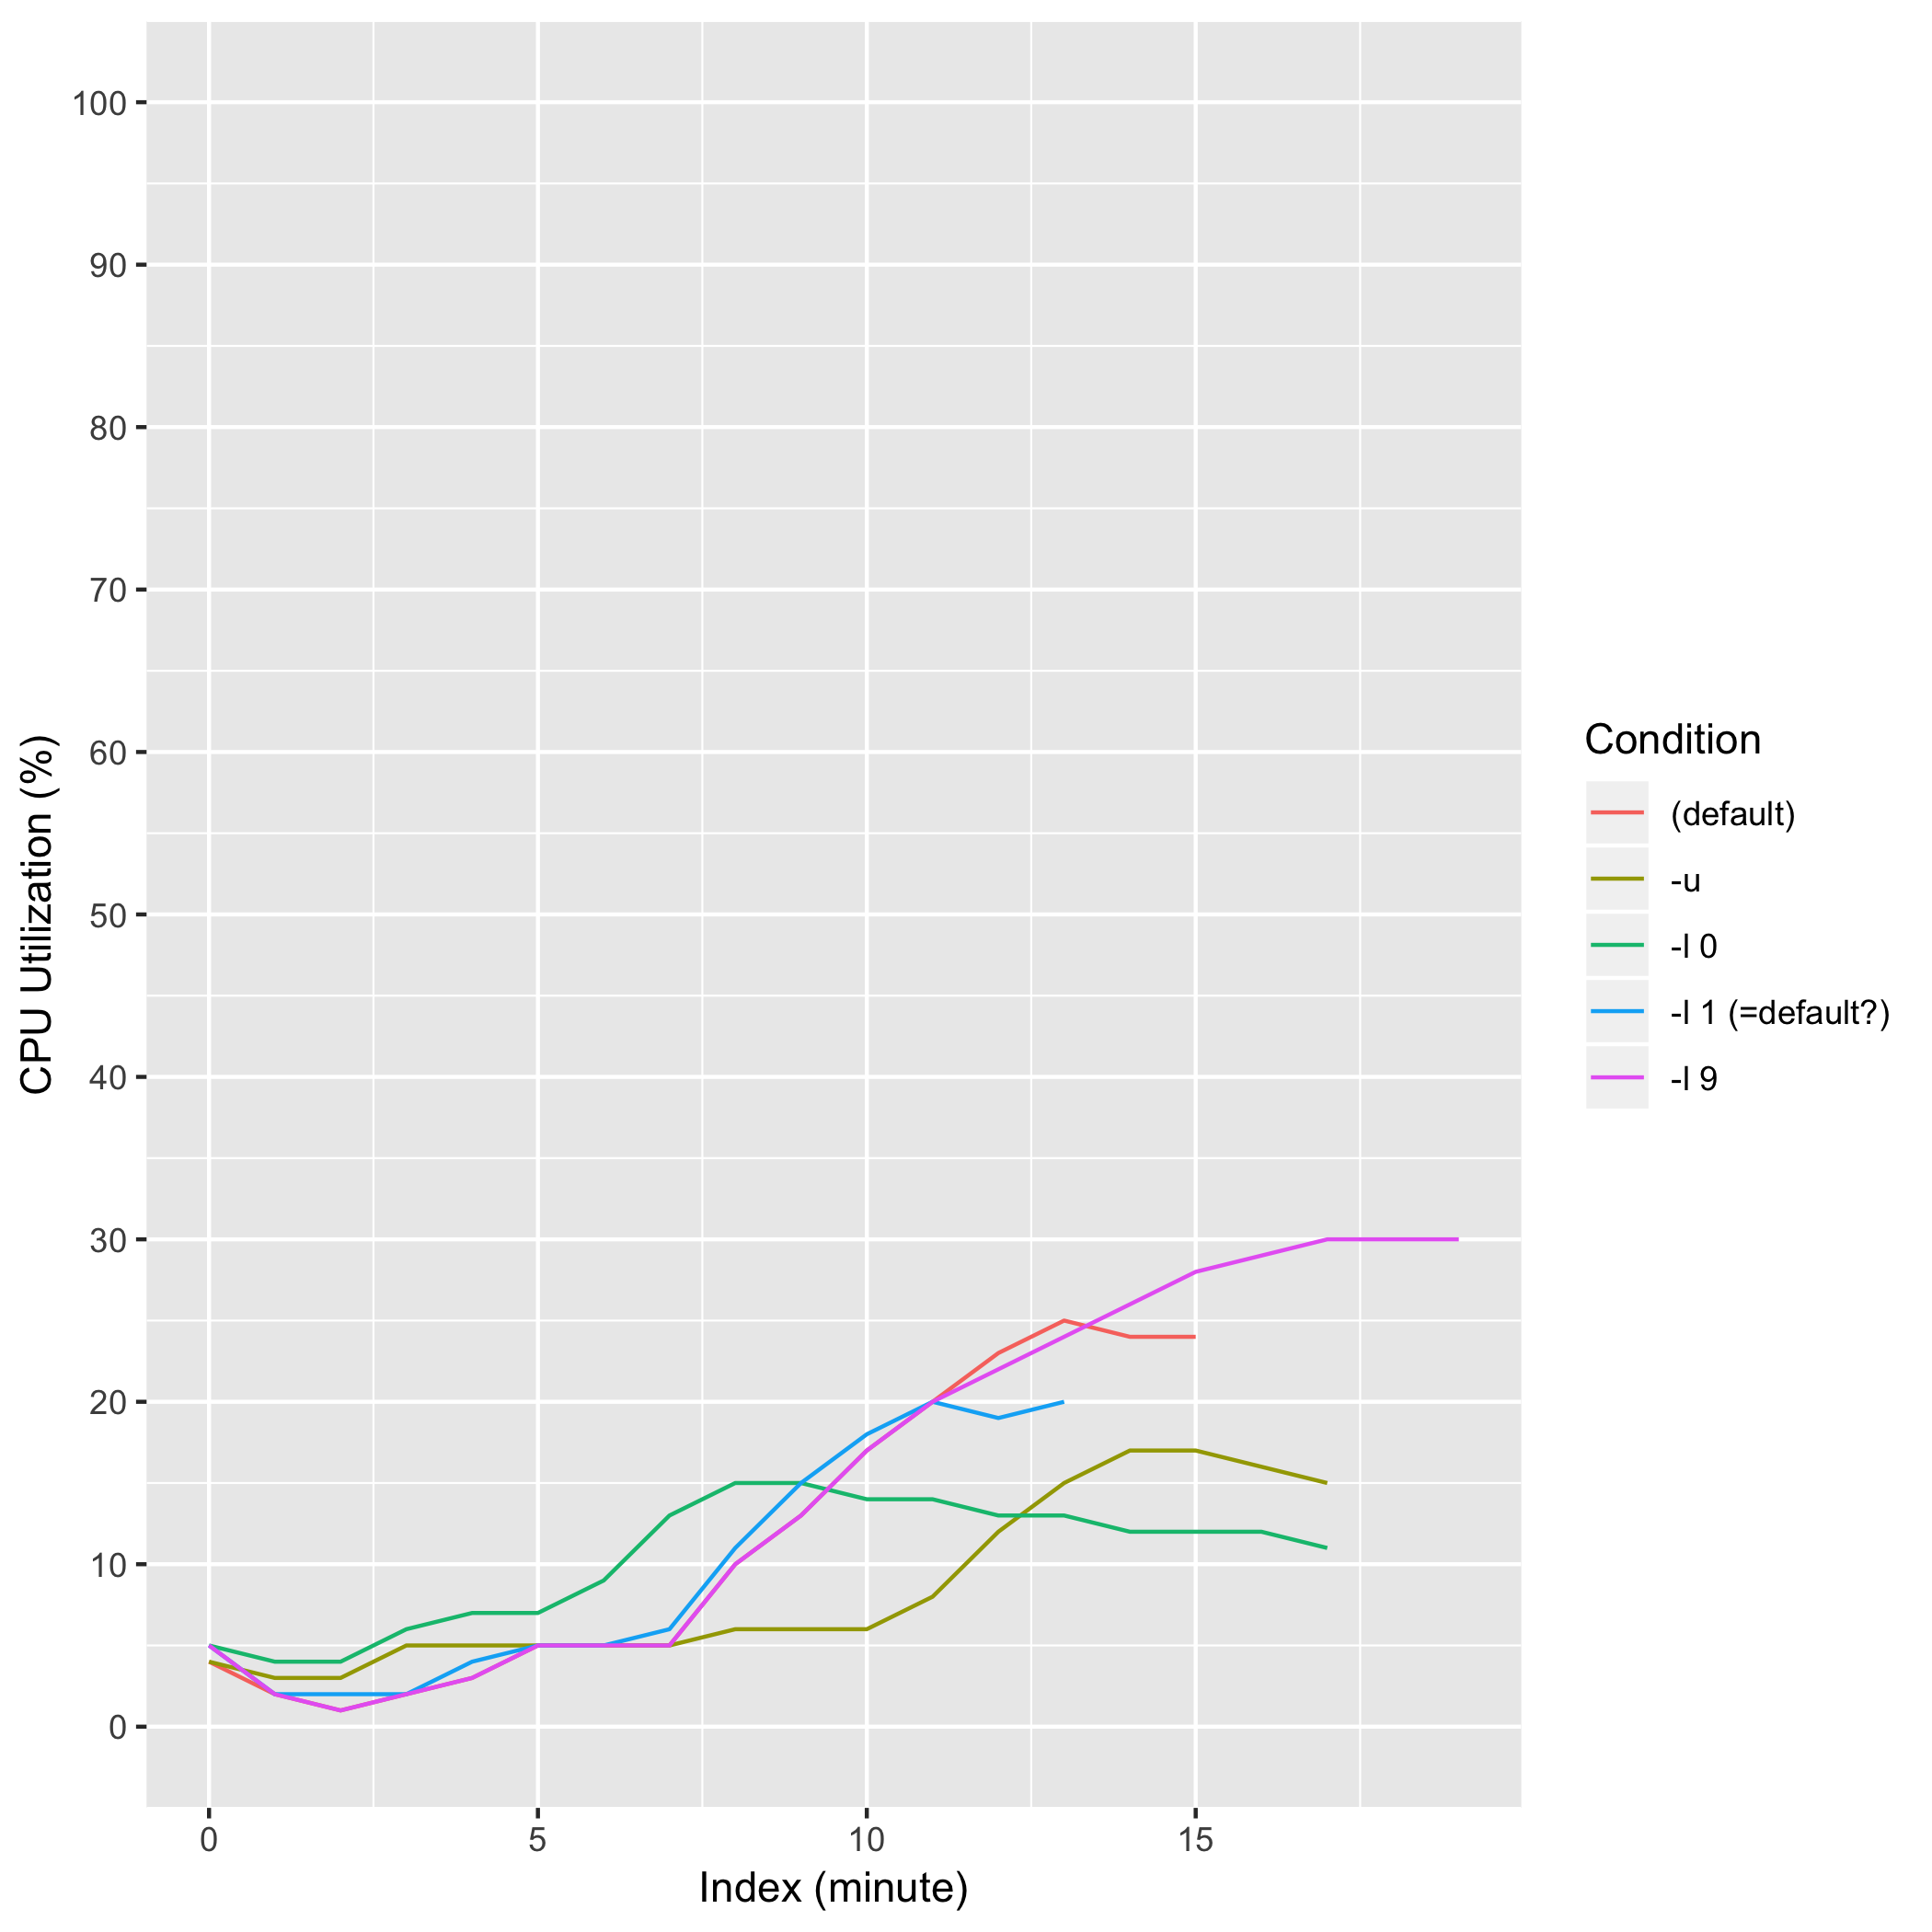 100
90
80
70
60
50
40
30
20
10
0
CPU Utilization (%)
0 5 10 15
Index (minute)
Condition
(default)
-u
-l 0
-l 1 (=default?)
-l 9